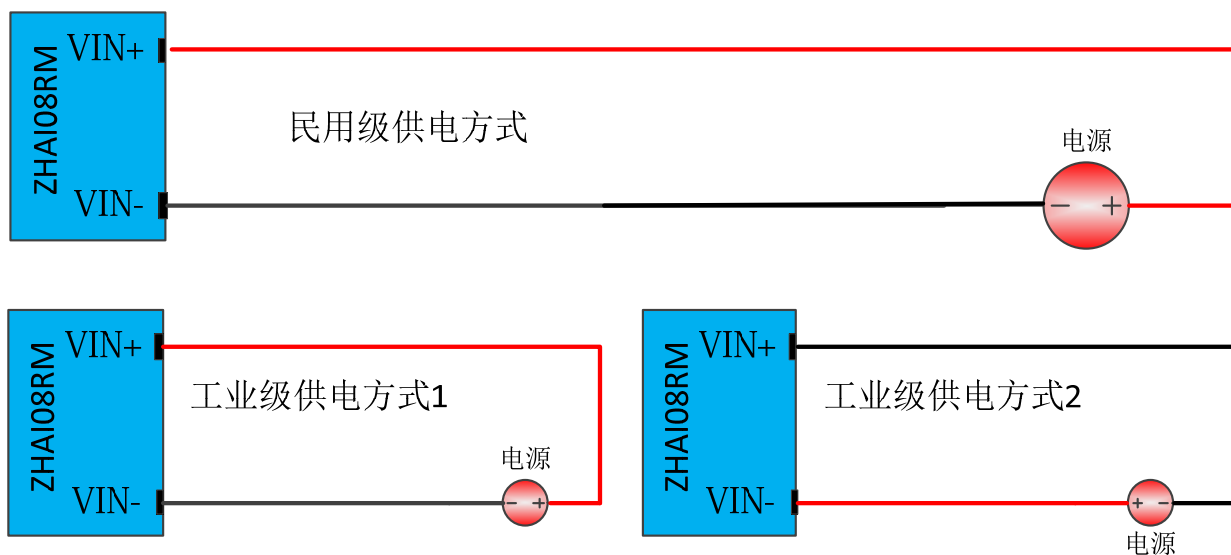 VIN+
ZHAI08RM
民用级供电方式
电源
VIN-
− +
VIN+
ZHAI08RM
工业级供电方式1
电源
VIN-
− +
VIN+
ZHAI08RM
工业级供电方式2
VIN-
+ −
电源